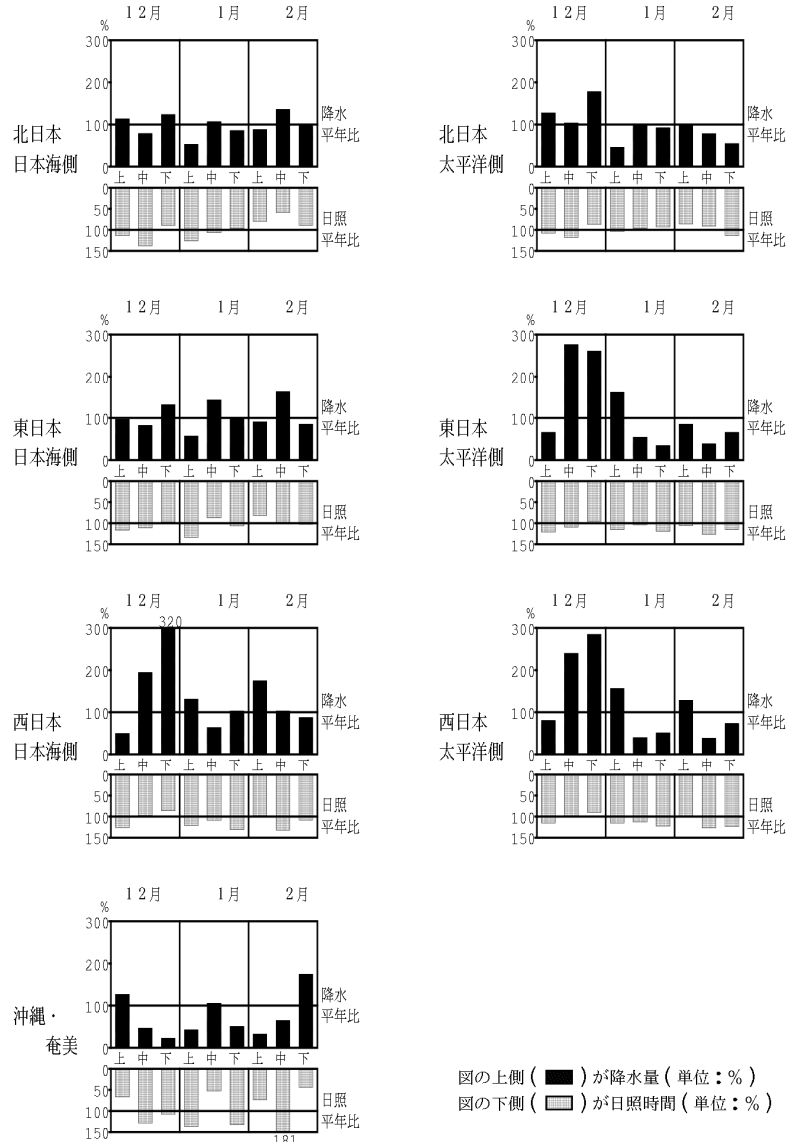 12月 1月 2月
%
300
200
100
0
降水
平年比
北日本
日本海側
上 中 下
0
50
100
150
日照
平年比
12月 1月 2月
%
300
200
100
0
降水
平年比
北日本
太平洋側
上 中 下 上 中 下 上 中 下
0
50
100
150
日照
平年比
12月 1月 2月
%
300
200
100
0
降水
平年比
東日本
日本海側
上 中 下 上 中 下 上 中 下
0
50
100
150
日照
平年比
12月 1月 2月
%
300
200
100
0
降水
平年比
東日本
太平洋側
上 中 下 上 中 下 上 中 下
0
50
100
150
日照
平年比
12月 1月 2月
%
320
300
200
100
0
降水
平年比
西日本
日本海側
上 中 下 上 中 下 上 中 下
0
50
100
150
日照
平年比
12月 1月 2月
%
300
200
100
0
降水
平年比
西日本
太平洋側
上 中 下 上 中 下 上 中 下
0
50
100
150
日照
平年比
12月 1月 2月
%
300
200
100
0
降水
平年比
沖縄・
奄美
上 中 下 上 中 下 上 中 下
0
50
100
150
日照
平年比
181
図の上側( )が降水量(単位:%)
図の下側( )が日照時間(単位:%)